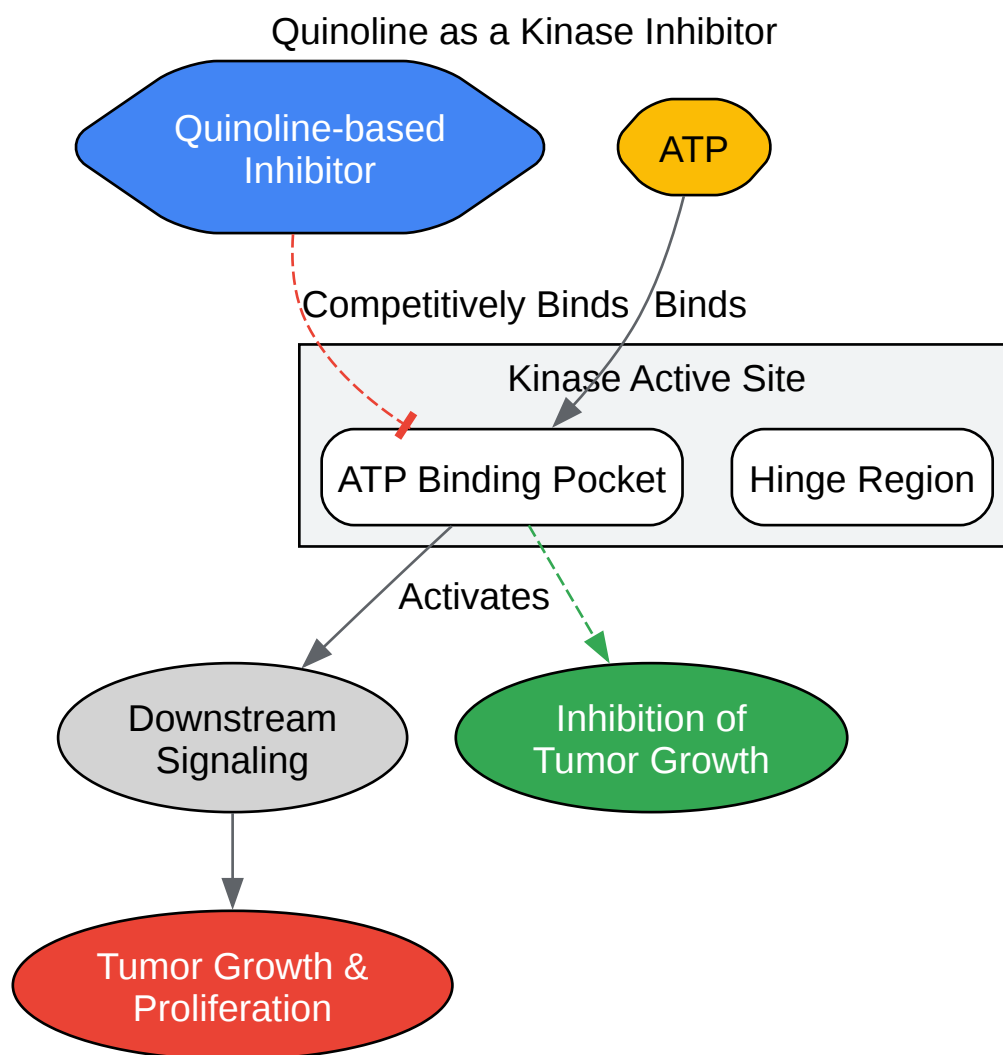 Quinoline as a Kinase Inhibitor
Quinoline-based
Inhibitor
ATP
Competitively Binds
Binds
Kinase Active Site
ATP Binding Pocket
Hinge Region
Activates
Downstream
Signaling
Inhibition of
Tumor Growth
Tumor Growth &
Proliferation